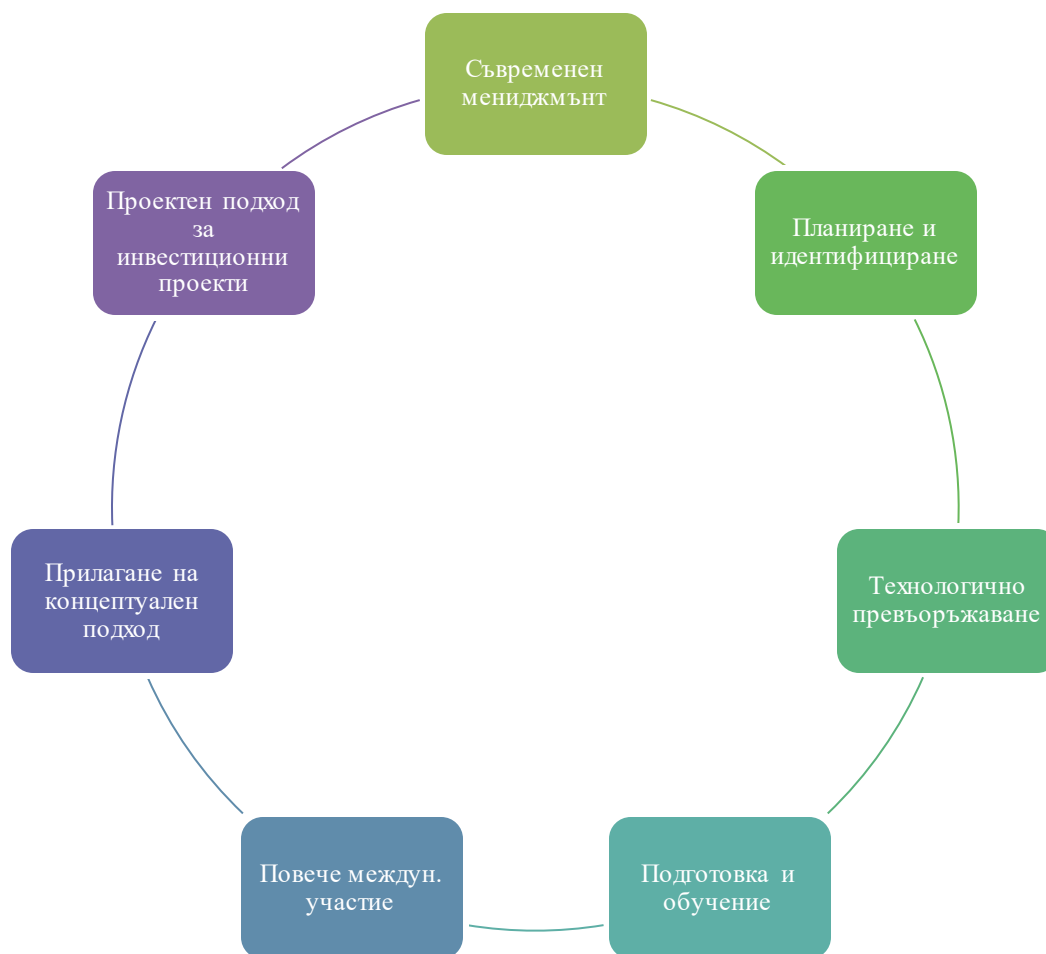 Съвременен
мениджмънт
Планиране и
идентифициране
Технологично
превъоръжаване
Подготовка и
обучение
Повече междун.
участие
Прилагане на
концептуален
подход
Проектен подход
за
инвестиционни
проекти